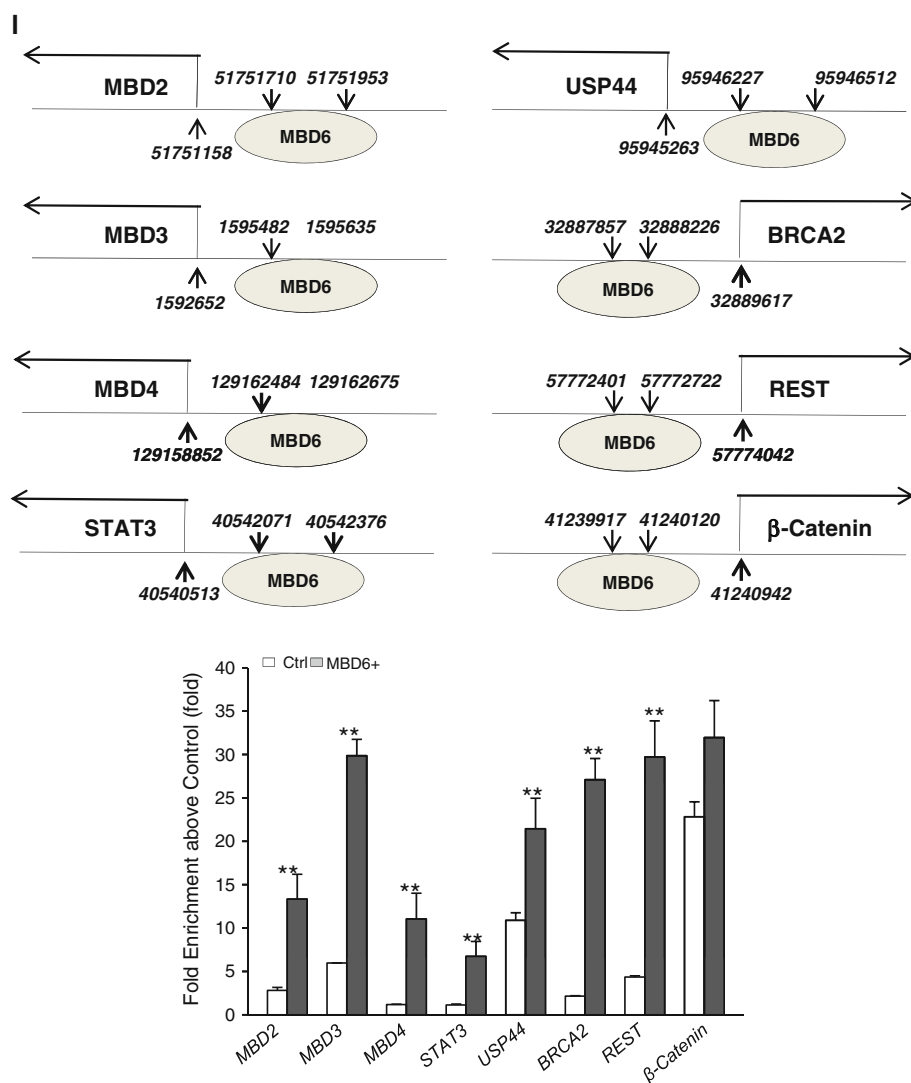 I
MBD2
51751710 51751953
MBD6
51751158
USP44
95946227 95946512
MBD6
95945263
MBD3
1595482 1595635
MBD6
1592652
32887857 32888226
BRCA2
MBD6
32889617
MBD4
129162484 129162675
MBD6
129158852
57772401 57772722
REST
MBD6
57774042
STAT3
40542071 40542376
MBD6
40540513
41239917 41240120
β-Catenin
MBD6
41240942
Ctrl MBD6+
Fold Enrichment above Control (fold)
40
35
30
25
20
15
10
5
0
** ** ** ** ** ** **
MBD2 MBD3 MBD4 STAT3 USP44 BRCA2 REST β-Catenin